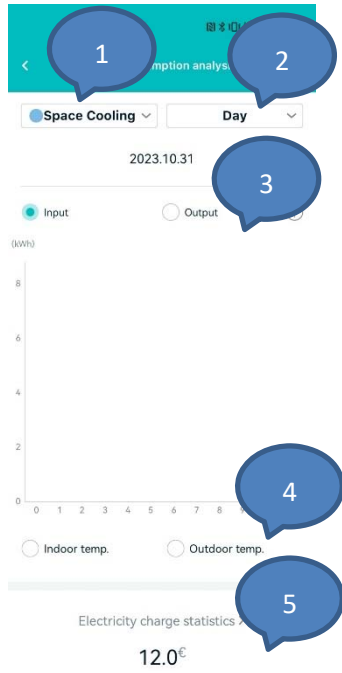 1
2
mption analys
Space Cooling Day
2023.10.31
3
Input Output
(kWh)
8
6
4
2
0
0 1 2 3 4 5 6 7 8
4
Indoor temp. Outdoor temp.
5
Electricity charge statistics
12.0€